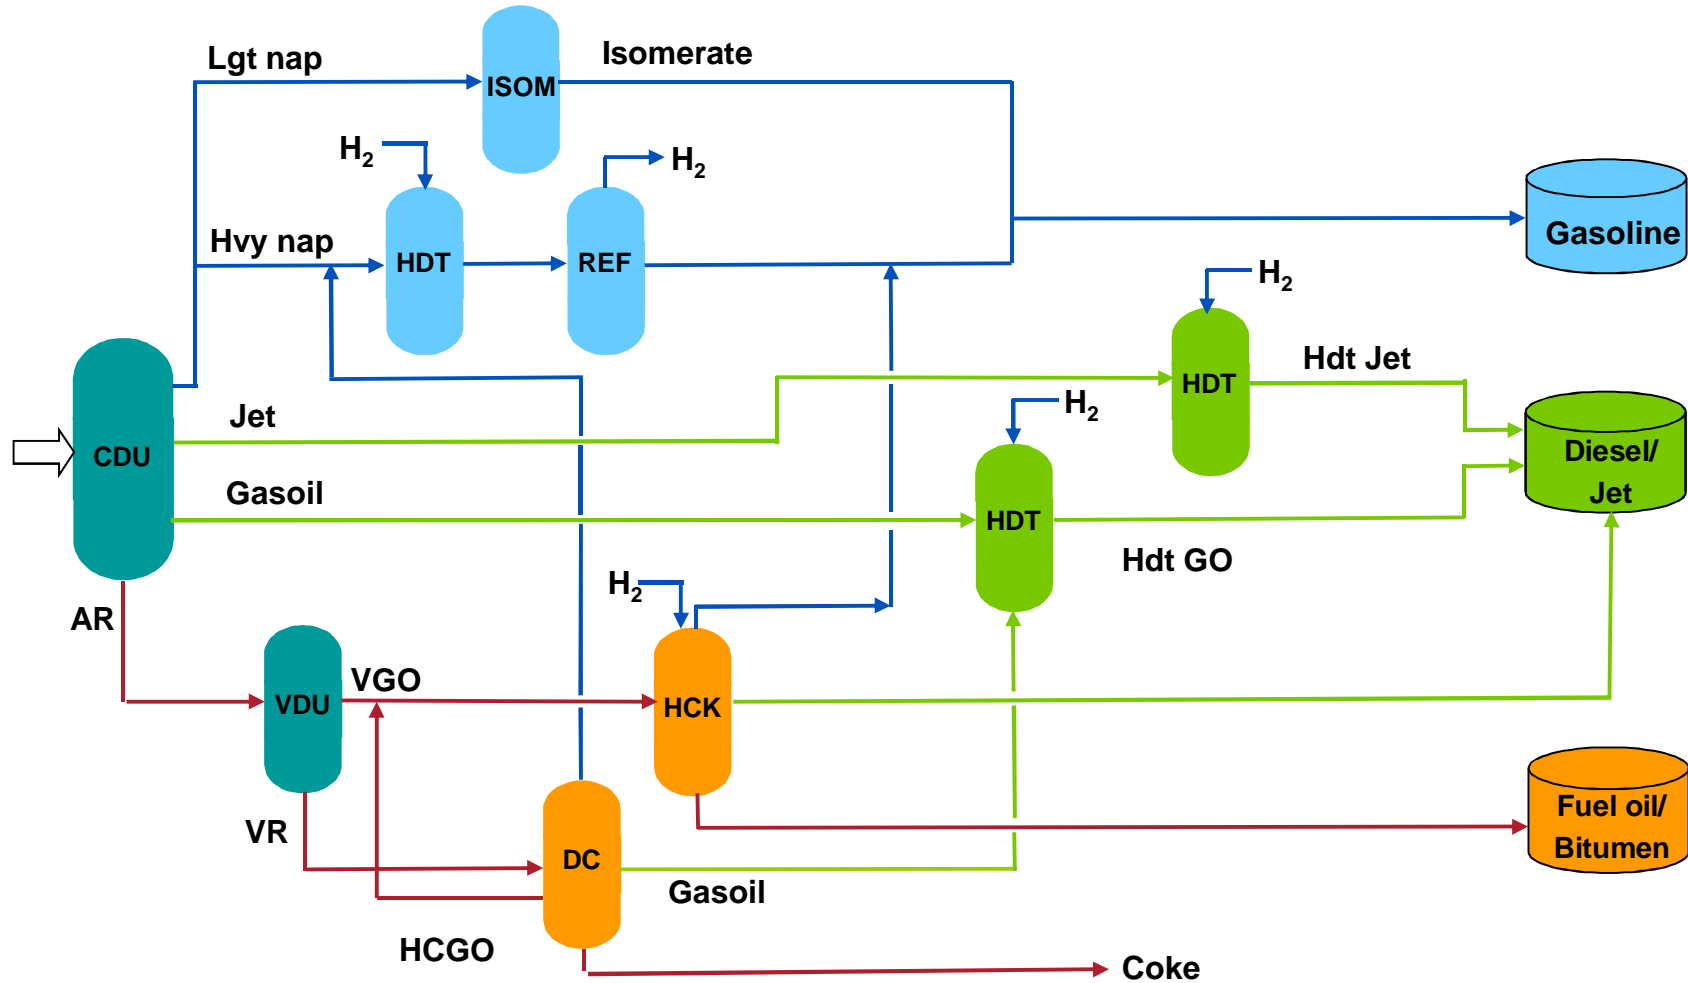 Lgt nap
ISOM
Isomerate
H2
H2
Hvy nap
HDT
REF
Gasoline
H2
HDT
Hdt Jet
Jet
H2
CDU
Diesel/
Jet
Gasoil
HDT
Hdt GO
H2
AR
VGO
VDU
HCK
VR
DC
Fuel oil/
Bitumen
Gasoil
HCGO
Coke